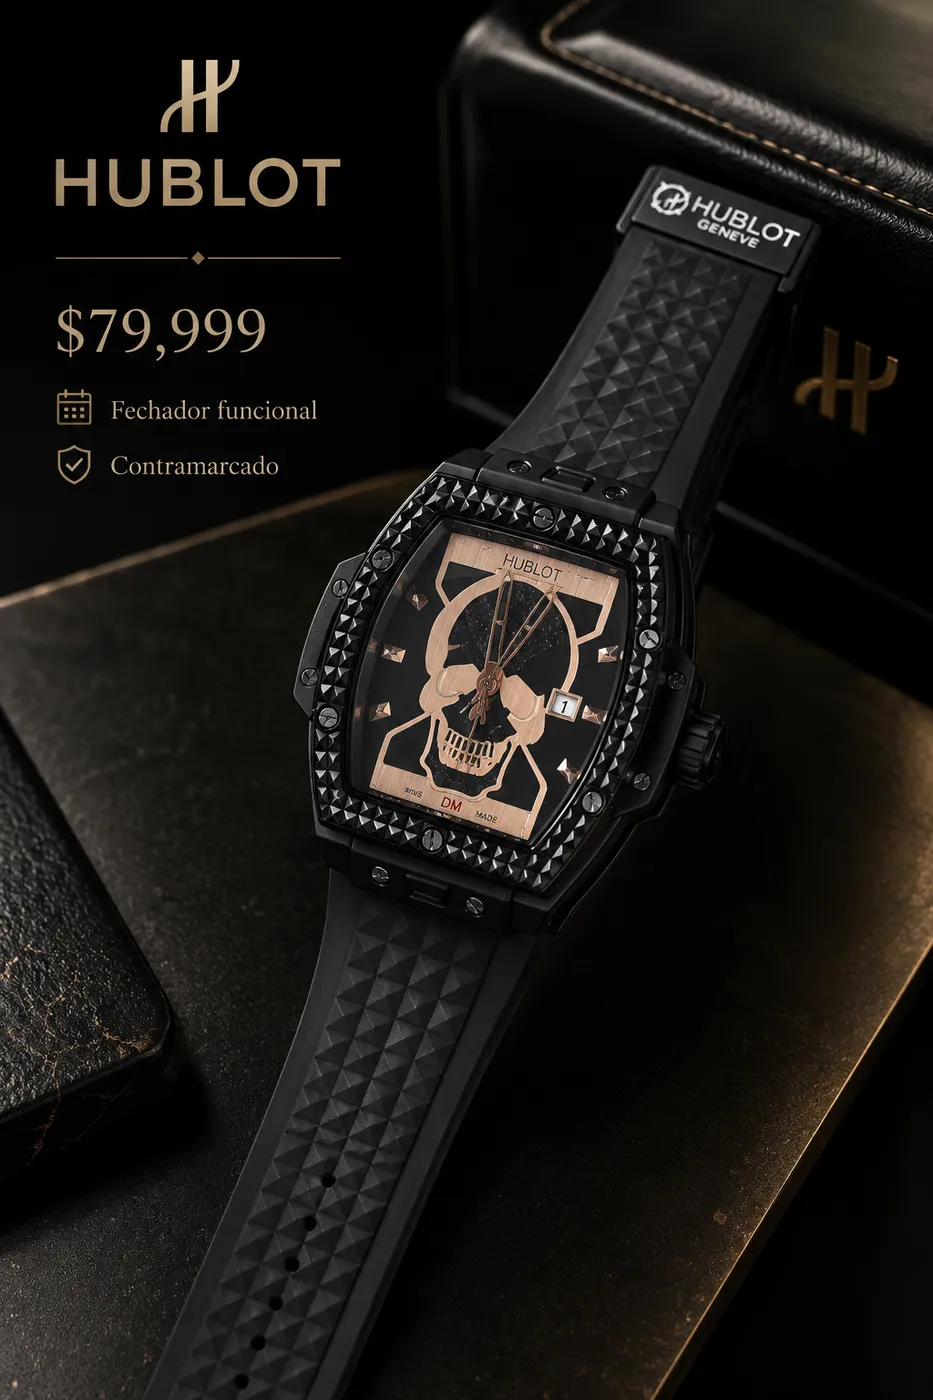 HUBLOT
$79,999
Fechador funcional
Contramarcado
HUBLOT
GENEVE
HUBLOT
1
DM
MADE